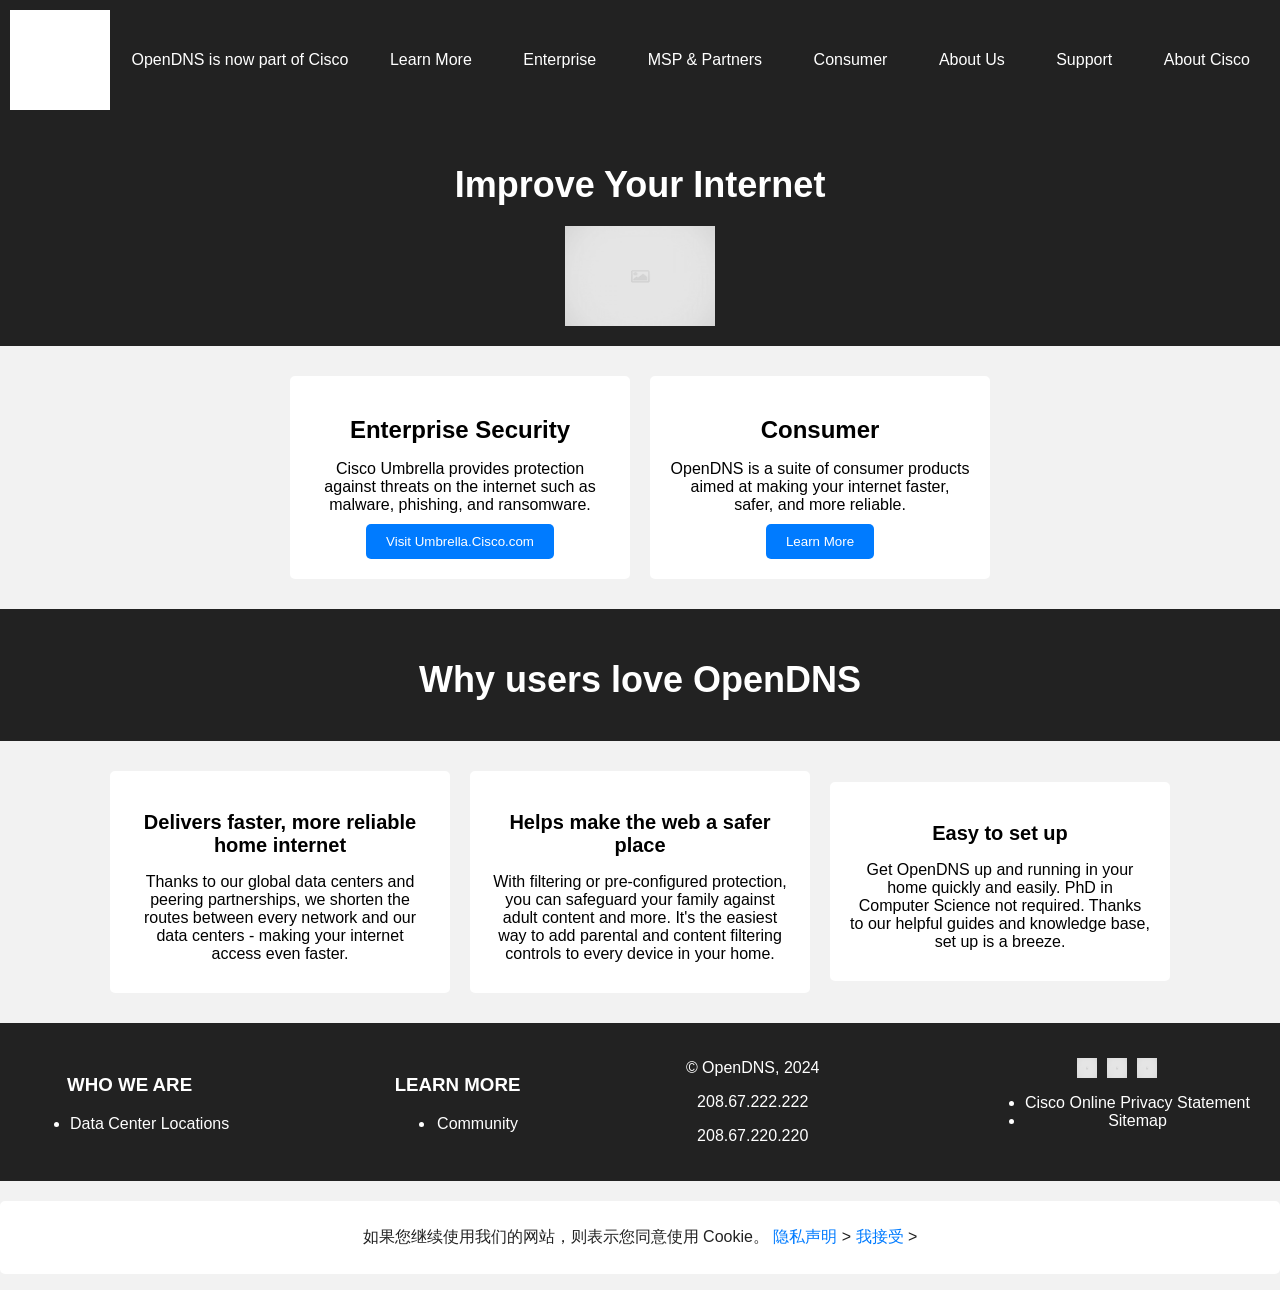 OpenDNS is now part of Cisco Learn More Enterprise MSP & Partners Consumer About Us Support About Cisco
Improve Your Internet
Enterprise Security
Cisco Umbrella provides protection
against threats on the internet such as
malware, phishing, and ransomware.
Visit Umbrella.Cisco.com
Consumer
OpenDNS is a suite of consumer products
aimed at making your internet faster,
safer, and more reliable.
Learn More
Why users love OpenDNS
Delivers faster, more reliable
home internet
Thanks to our global data centers and
peering partnerships, we shorten the
routes between every network and our
data centers - making your internet
access even faster.
Helps make the web a safer
place
With filtering or pre-configured protection,
you can safeguard your family against
adult content and more. It's the easiest
way to add parental and content filtering
controls to every device in your home.
Easy to set up
Get OpenDNS up and running in your
home quickly and easily. PhD in
Computer Science not required. Thanks
to our helpful guides and knowledge base,
set up is a breeze.
WHO WE ARE
• Data Center Locations
LEARN MORE
• Community
© OpenDNS, 2024
208.67.222.222
208.67.220.220
• Cisco Online Privacy Statement
• Sitemap
如果您继续使用我们的网站，则表示您同意使用 Cookie。 隐私声明 > 我接受 >